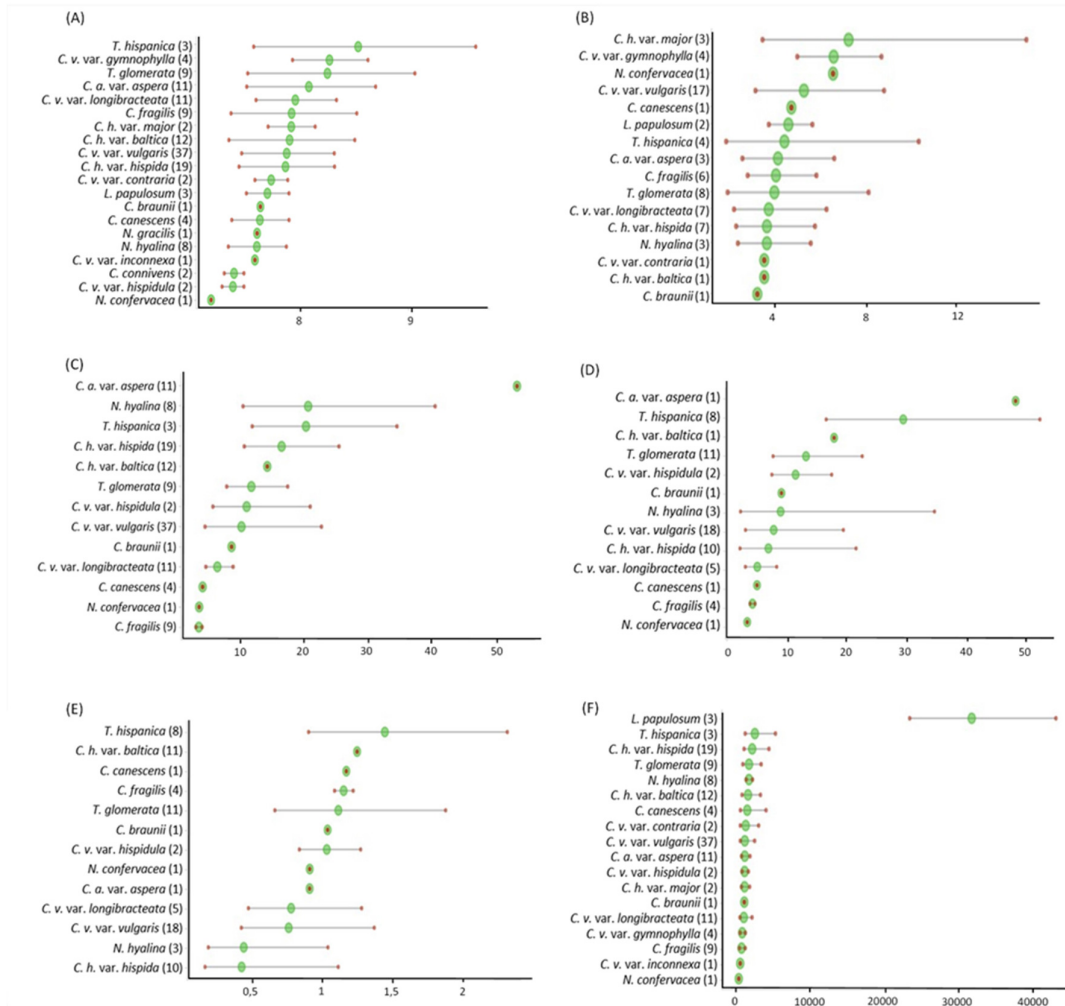 (A)
T. hispanica (3)
C. v. var. gymnophylla (4)
T. glomerata (9)
C. a. var. aspera (11)
C. v. var. longibracteata (11)
C. fragilis (9)
C. h. var. major (2)
C. h. var. baltica (12)
C. v. var. vulgaris (37)
C. h. var. hispida (19)
C. v. var. contraria (2)
L. papulosum (3)
C. braunii (1)
C. canescens (4)
N. gracilis (1)
N. hyalina (8)
C. v. var. inconnexa (1)
C. connivens (2)
C. v. var. hispidula (2)
N. confervacea (1)
8 9
(B)
C. h. var. major (3)
C. v. var. gymnophylla (4)
N. confervacea (1)
C. v. var. vulgaris (17)
C. canescens (1)
L. papulosum (2)
T. hispanica (4)
C. a. var. aspera (3)
C. fragilis (6)
T. glomerata (8)
C. v. var. longibracteata (7)
C. h. var. hispida (7)
N. hyalina (3)
C. v. var. contraria (1)
C. h. var. baltica (1)
C. braunii (1)
4 8 12
(C)
C. a. var. aspera (11)
N. hyalina (8)
T. hispanica (3)
C. h. var. hispida (19)
C. h. var. baltica (12)
T. glomerata (9)
C. v. var. hispidula (2)
C. v. var. vulgaris (37)
C. braunii (1)
C. v. var. longibracteata (11)
C. canescens (4)
N. confervacea (1)
C. fragilis (9)
10 20 30 40 50
(D)
C. a. var. aspera (1)
T. hispanica (8)
C. h. var. baltica (1)
T. glomerata (11)
C. v. var. hispidula (2)
C. braunii (1)
N. hyalina (3)
C. v. var. vulgaris (18)
C. h. var. hispida (10)
C. v. var. longibracteata (5)
C. canescens (1)
C. fragilis (4)
N. confervacea (1)
0 10 20 30 40 50
(E)
T. hispanica (8)
C. h. var. baltica (11)
C. canescens (1)
C. fragilis (4)
T. glomerata (11)
C. braunii (1)
C. v. var. hispidula (2)
N. confervacea (1)
C. a. var. aspera (1)
C. v. var. longibracteata (5)
C. v. var. vulgaris (18)
N. hyalina (3)
C. h. var. hispida (10)
0,5 1 1,5 2
(F)
L. papulosum (3)
T. hispanica (3)
C. h. var. hispida (19)
T. glomerata (9)
N. hyalina (8)
C. h. var. baltica (12)
C. canescens (4)
C. v. var. contraria (2)
C. v. var. vulgaris (37)
C. a. var. aspera (11)
C. v. var. hispidula (2)
C. h. var. major (2)
C. braunii (1)
C. v. var. longibracteata (11)
C. v. var. gymnophylla (4)
C. fragilis (9)
C. v. var. inconnexa (1)
N. confervacea (1)
0 10000 20000 30000 40000